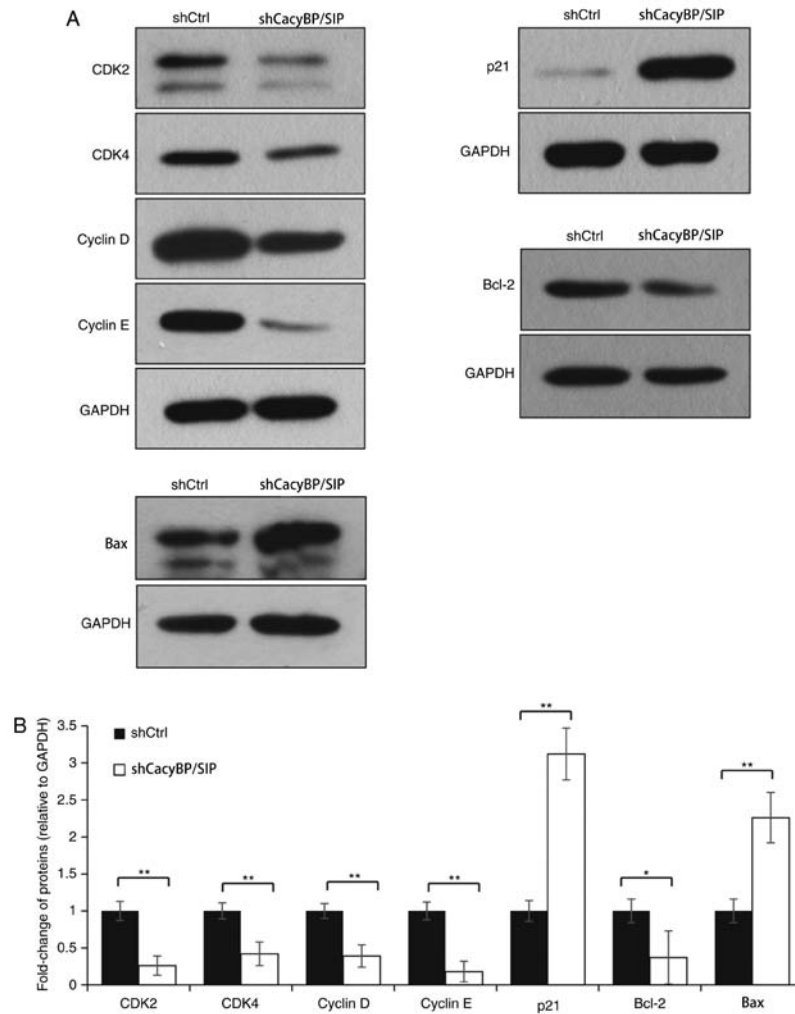 A
shCtrl shCacyBP/SIP
CDK2
CDK4
Cyclin D
Cyclin E
GAPDH
shCtrl shCacyBP/SIP
Bax
GAPDH
shCtrl shCacyBP/SIP
p21
GAPDH
shCtrl shCacyBP/SIP
Bcl-2
GAPDH
B
Fold-change of proteins (relative to GAPDH)
3.5
3
2.5
2
1.5
1
0.5
0
shCtrl
shCacyBP/SIP
** ** ** ** ** * **
CDK2 CDK4 Cyclin D Cyclin E p21 Bcl-2 Bax